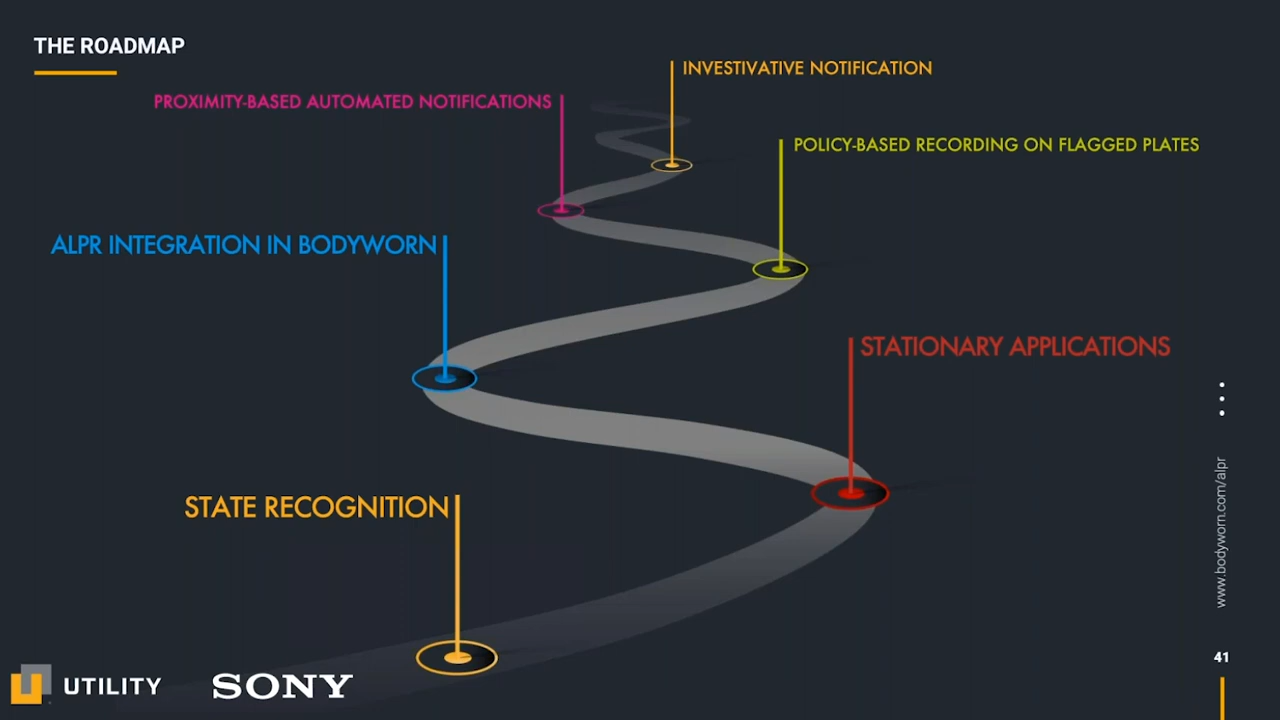 THE ROADMAP
INVESTIVATIVE NOTIFICATION
PROXIMITY-BASED AUTOMATED NOTIFICATIONS
POLICY-BASED RECORDING ON FLAGGED PLATES
ALPR INTEGRATION IN BODYWORN
STATIONARY APPLICATIONS
STATE RECOGNITION
www.bodyworn.com/alpr
41
UTILITY
SONY